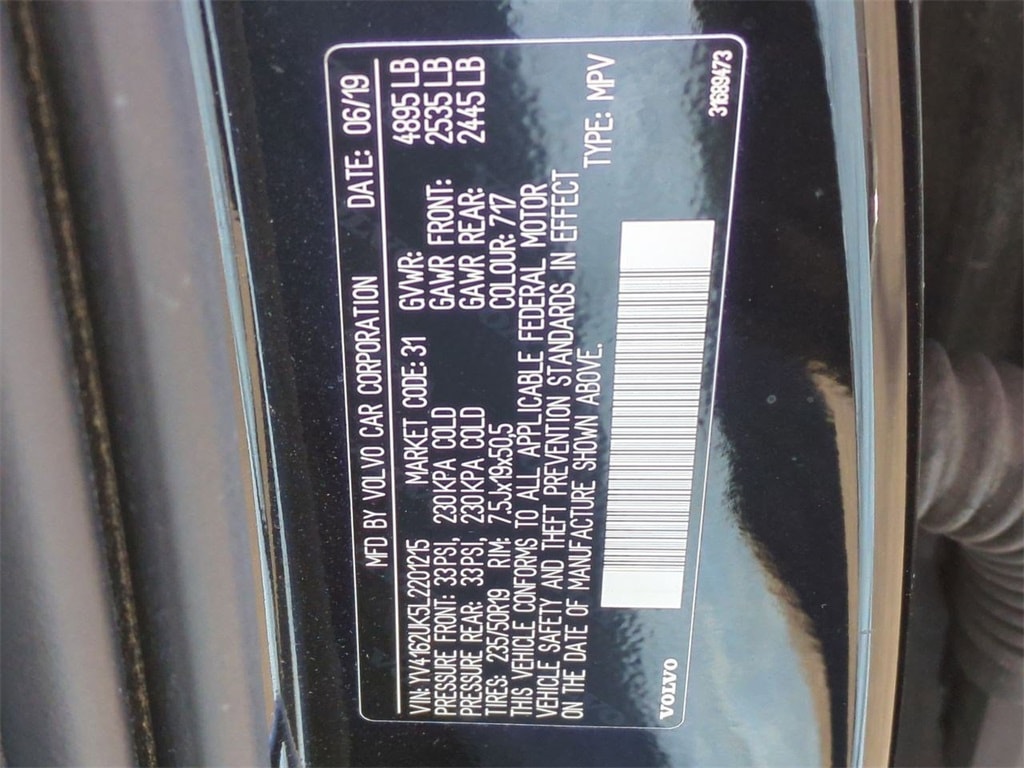 MFD BY VOLVO CAR CORPORATION DATE: 06/19
VIN: YV4162UK5L2201215 MARKET CODE: 31 GVWR: 4895 LB
PRESSURE FRONT: 33PSI, 230KPA COLD GAWR FRONT: 2535 LB
PRESSURE REAR: 33PSI, 230KPA COLD GAWR REAR: 2445 LB
TIRES: 235/50R19 RIM: 7.5Jx19x50.5 COLOUR: 717
THIS VEHICLE CONFORMS TO ALL APPLICABLE FEDERAL MOTOR
VEHICLE SAFETY AND THEFT PREVENTION STANDARDS IN EFFECT
ON THE DATE OF MANUFACTURE SHOWN ABOVE. TYPE: MPV
VOLVO 31689473